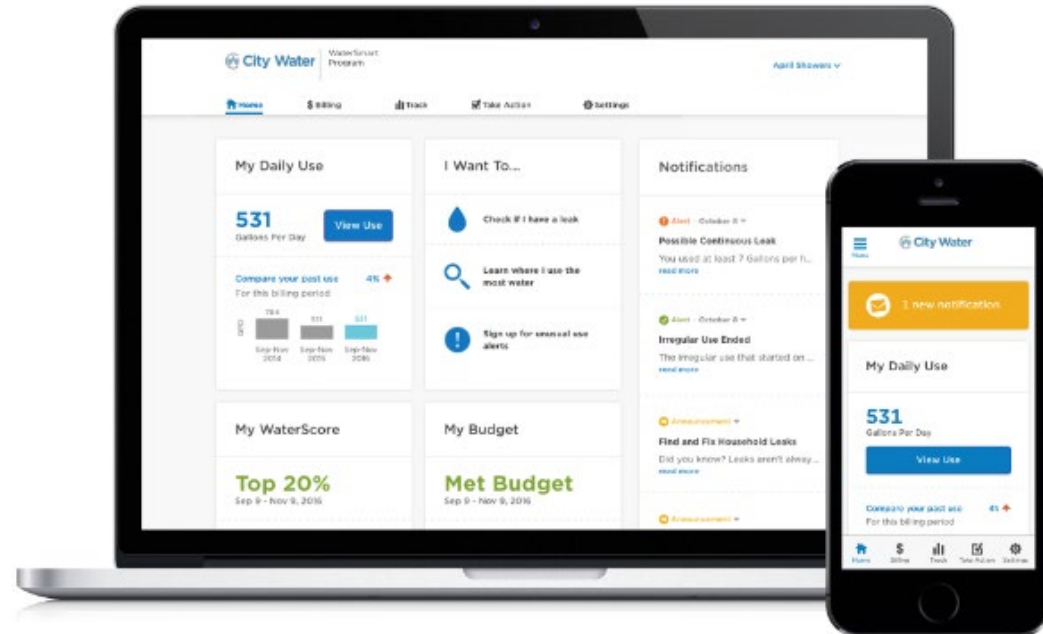 City Water
WaterSmart
Program
April Showers
Home
$ Billing
Track
Take Action
Settings
My Daily Use
531
Gallons Per Day
View Use
Compare your past use
4%
For this billing period
GPD
784
531
Sep-Nov
2014
Sep-Nov
2015
Sep-Nov
2016
I Want To...
Check if I have a leak
Learn where I use the
most water
Sign up for unusual use
alerts
Notifications
Alert - October 8
Possible Continuous Leak
You used at least 7 Gallons per h...
read more
Alert - October 8
Irregular Use Ended
The irregular use that started on ...
read more
Announcement
Find and Fix Household Leaks
Did you know? Leaks aren't alway...
read more
Announcement
My WaterScore
Top 20%
Sep 9 - Nov 9, 2016
My Budget
Met Budget
Sep 9 - Nov 9, 2016
Menu
City Water
1 new notification
My Daily Use
531
Gallons Per Day
View Use
Compare your past use
4%
For this billing period
Home
$
Billing
Track
Take Action
Settings